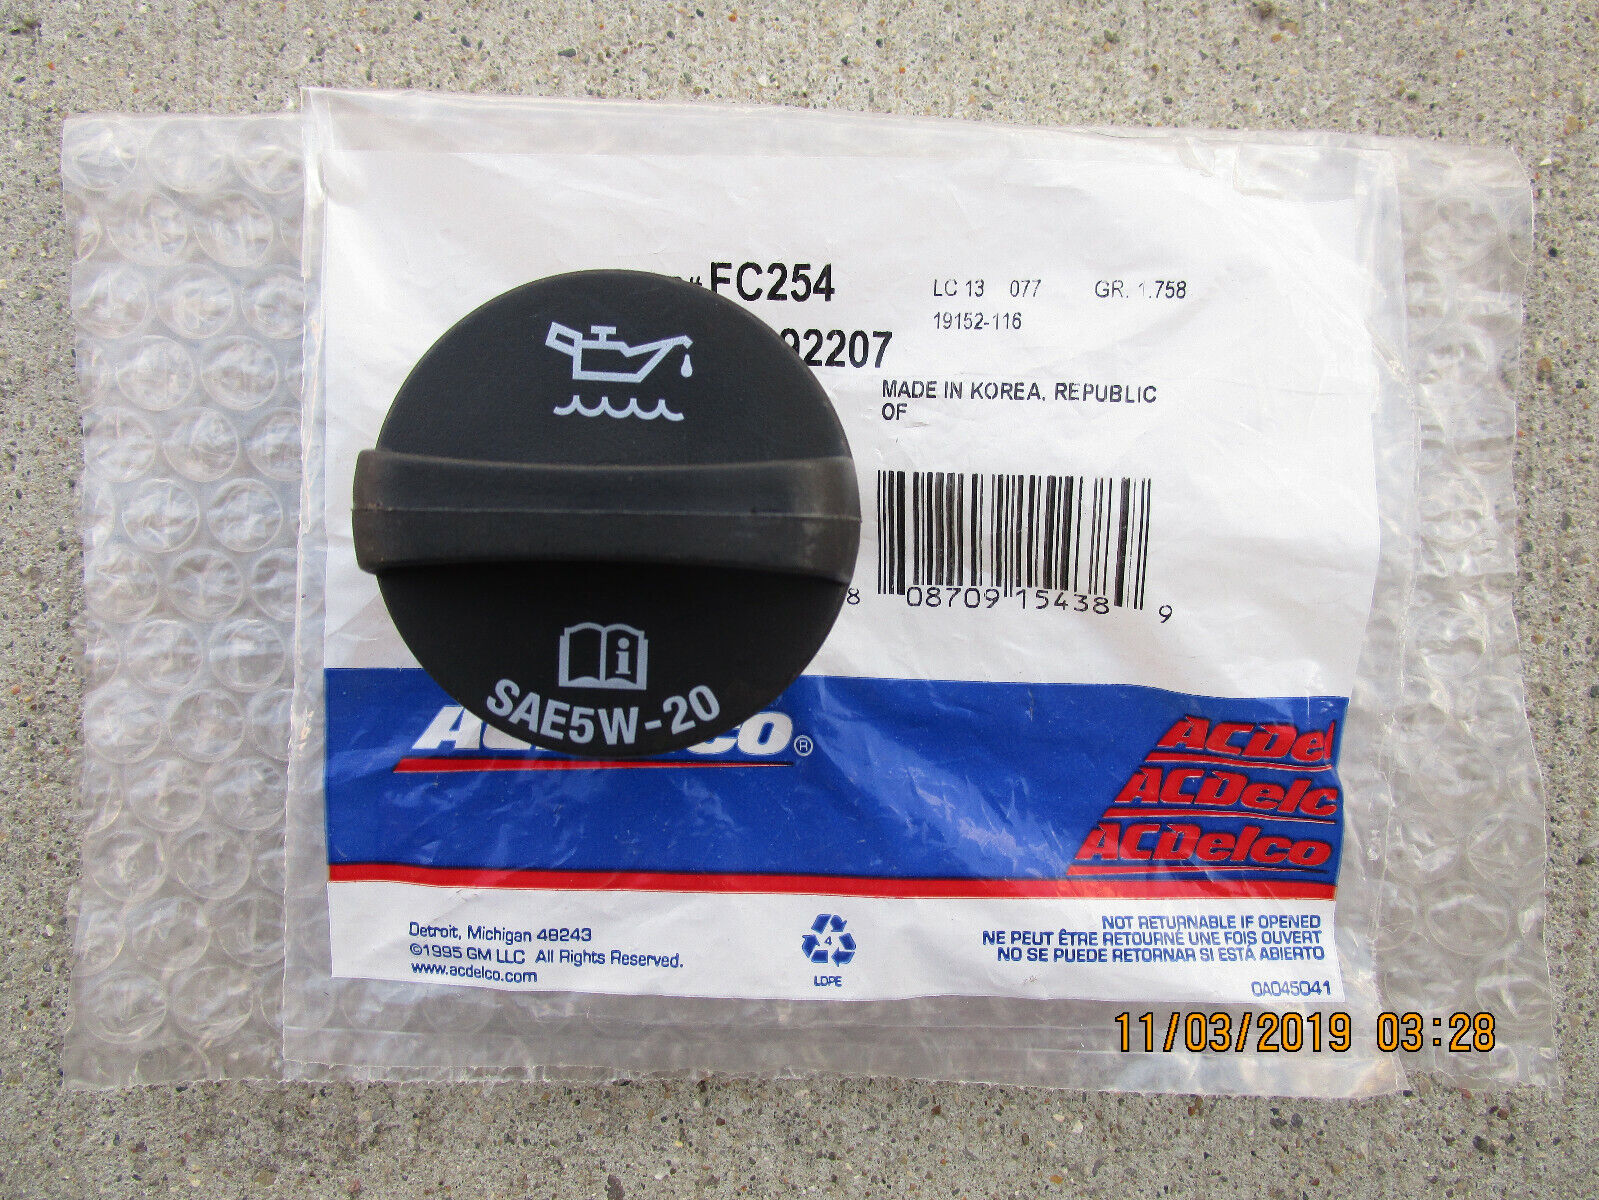 FC254
LC 13 077 GR. 1.758
19152-116
92207
MADE IN KOREA, REPUBLIC
OF
8 08709 15438 9
i
SAE5W-20
ACDelco®
ACDel
ACDelc
ACDelco
Detroit, Michigan 48243
©1995 GM LLC All Rights Reserved.
www.acdelco.com
4
LDPE
NOT RETURNABLE IF OPENED
NE PEUT ÊTRE RETOURNÉ UNE FOIS OUVERT
NO SE PUEDE RETORNAR SI ESTÁ ABIERTO
0A045041
11/03/2019 03:28